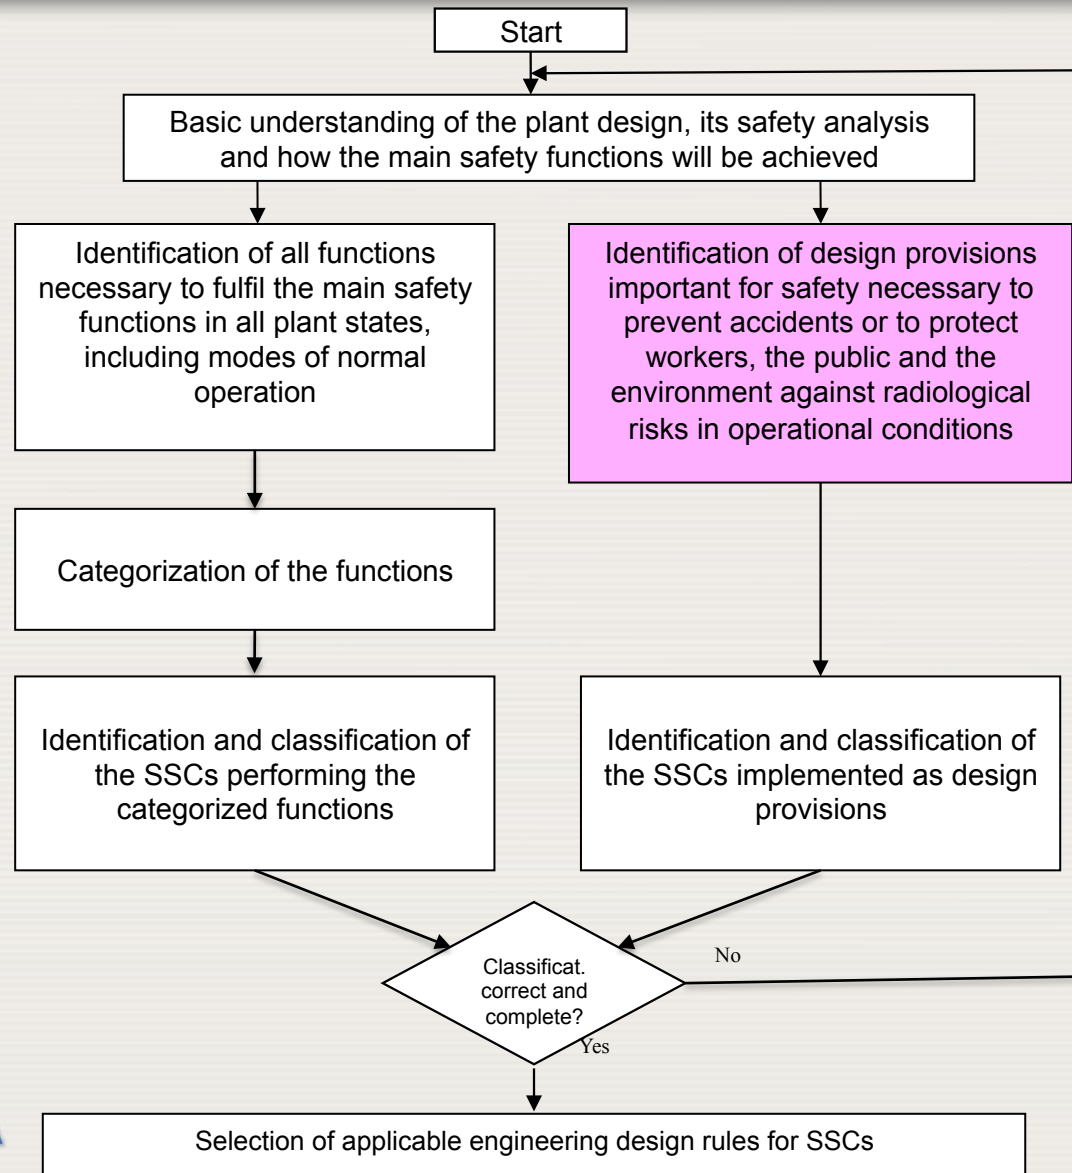 Start
Basic understanding of the plant design, its safety analysis
and how the main safety functions will be achieved
Identification of all functions
necessary to fulfil the main safety
functions in all plant states,
including modes of normal
operation
Identification of design provisions
important for safety necessary to
prevent accidents or to protect
workers, the public and the
environment against radiological
risks in operational conditions
Categorization of the functions
Identification and classification of
the SSCs performing the
categorized functions
Identification and classification of
the SSCs implemented as design
provisions
Classificat.
correct and
complete?
No
Yes
Selection of applicable engineering design rules for SSCs